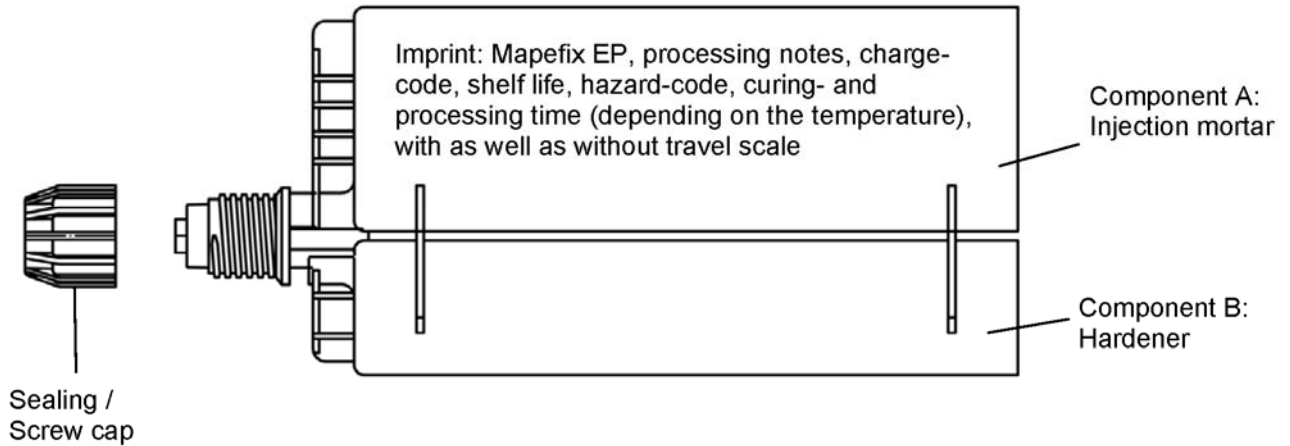 Imprint: Mapefix EP, processing notes, charge-
code, shelf life, hazard-code, curing- and
processing time (depending on the temperature),
with as well as without travel scale
Component A:
Injection mortar
Component B:
Hardener
Sealing /
Screw cap